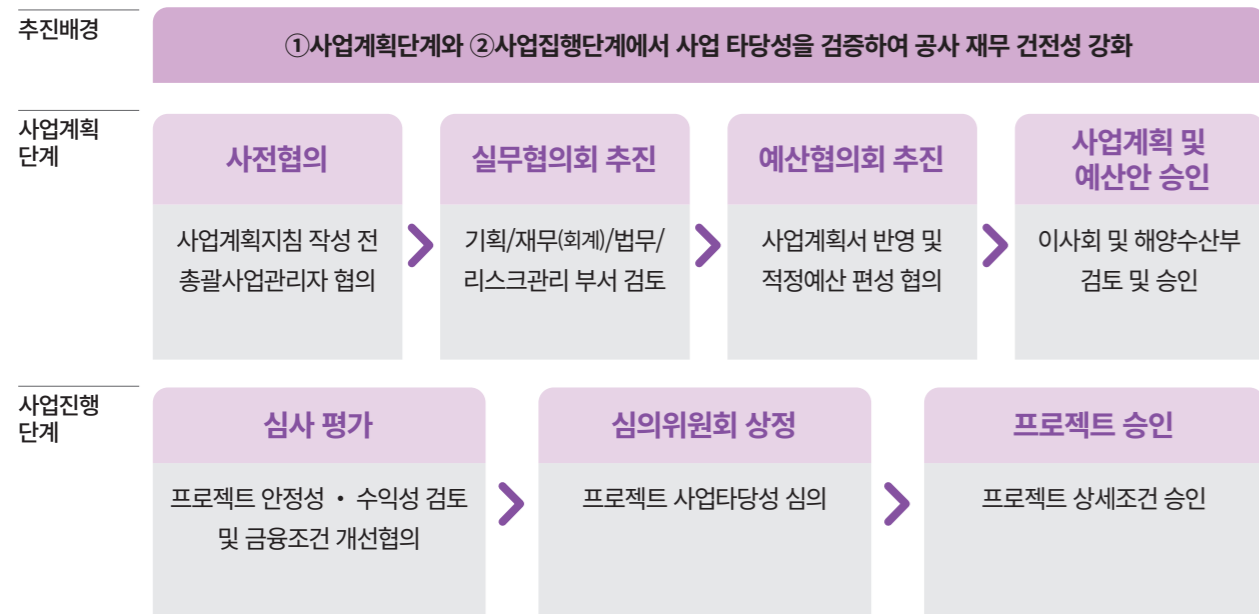 추진배경
①사업계획단계와 ②사업집행단계에서 사업 타당성을 검증하여 공사 재무 건전성 강화
사업계획
단계
사전협의
사업계획지침 작성 전
총괄사업관리자 협의
실무협의회 추진
기획/재무(회계)/법무/
리스크관리 부서 검토
예산협의회 추진
사업계획서 반영 및
적정예산 편성 협의
사업계획 및
예산안 승인
이사회 및 해양수산부
검토 및 승인
사업진행
단계
심사 평가
프로젝트 안정성 • 수익성 검토
및 금융조건 개선협의
심의위원회 상정
프로젝트 사업타당성 심의
프로젝트 승인
프로젝트 상세조건 승인